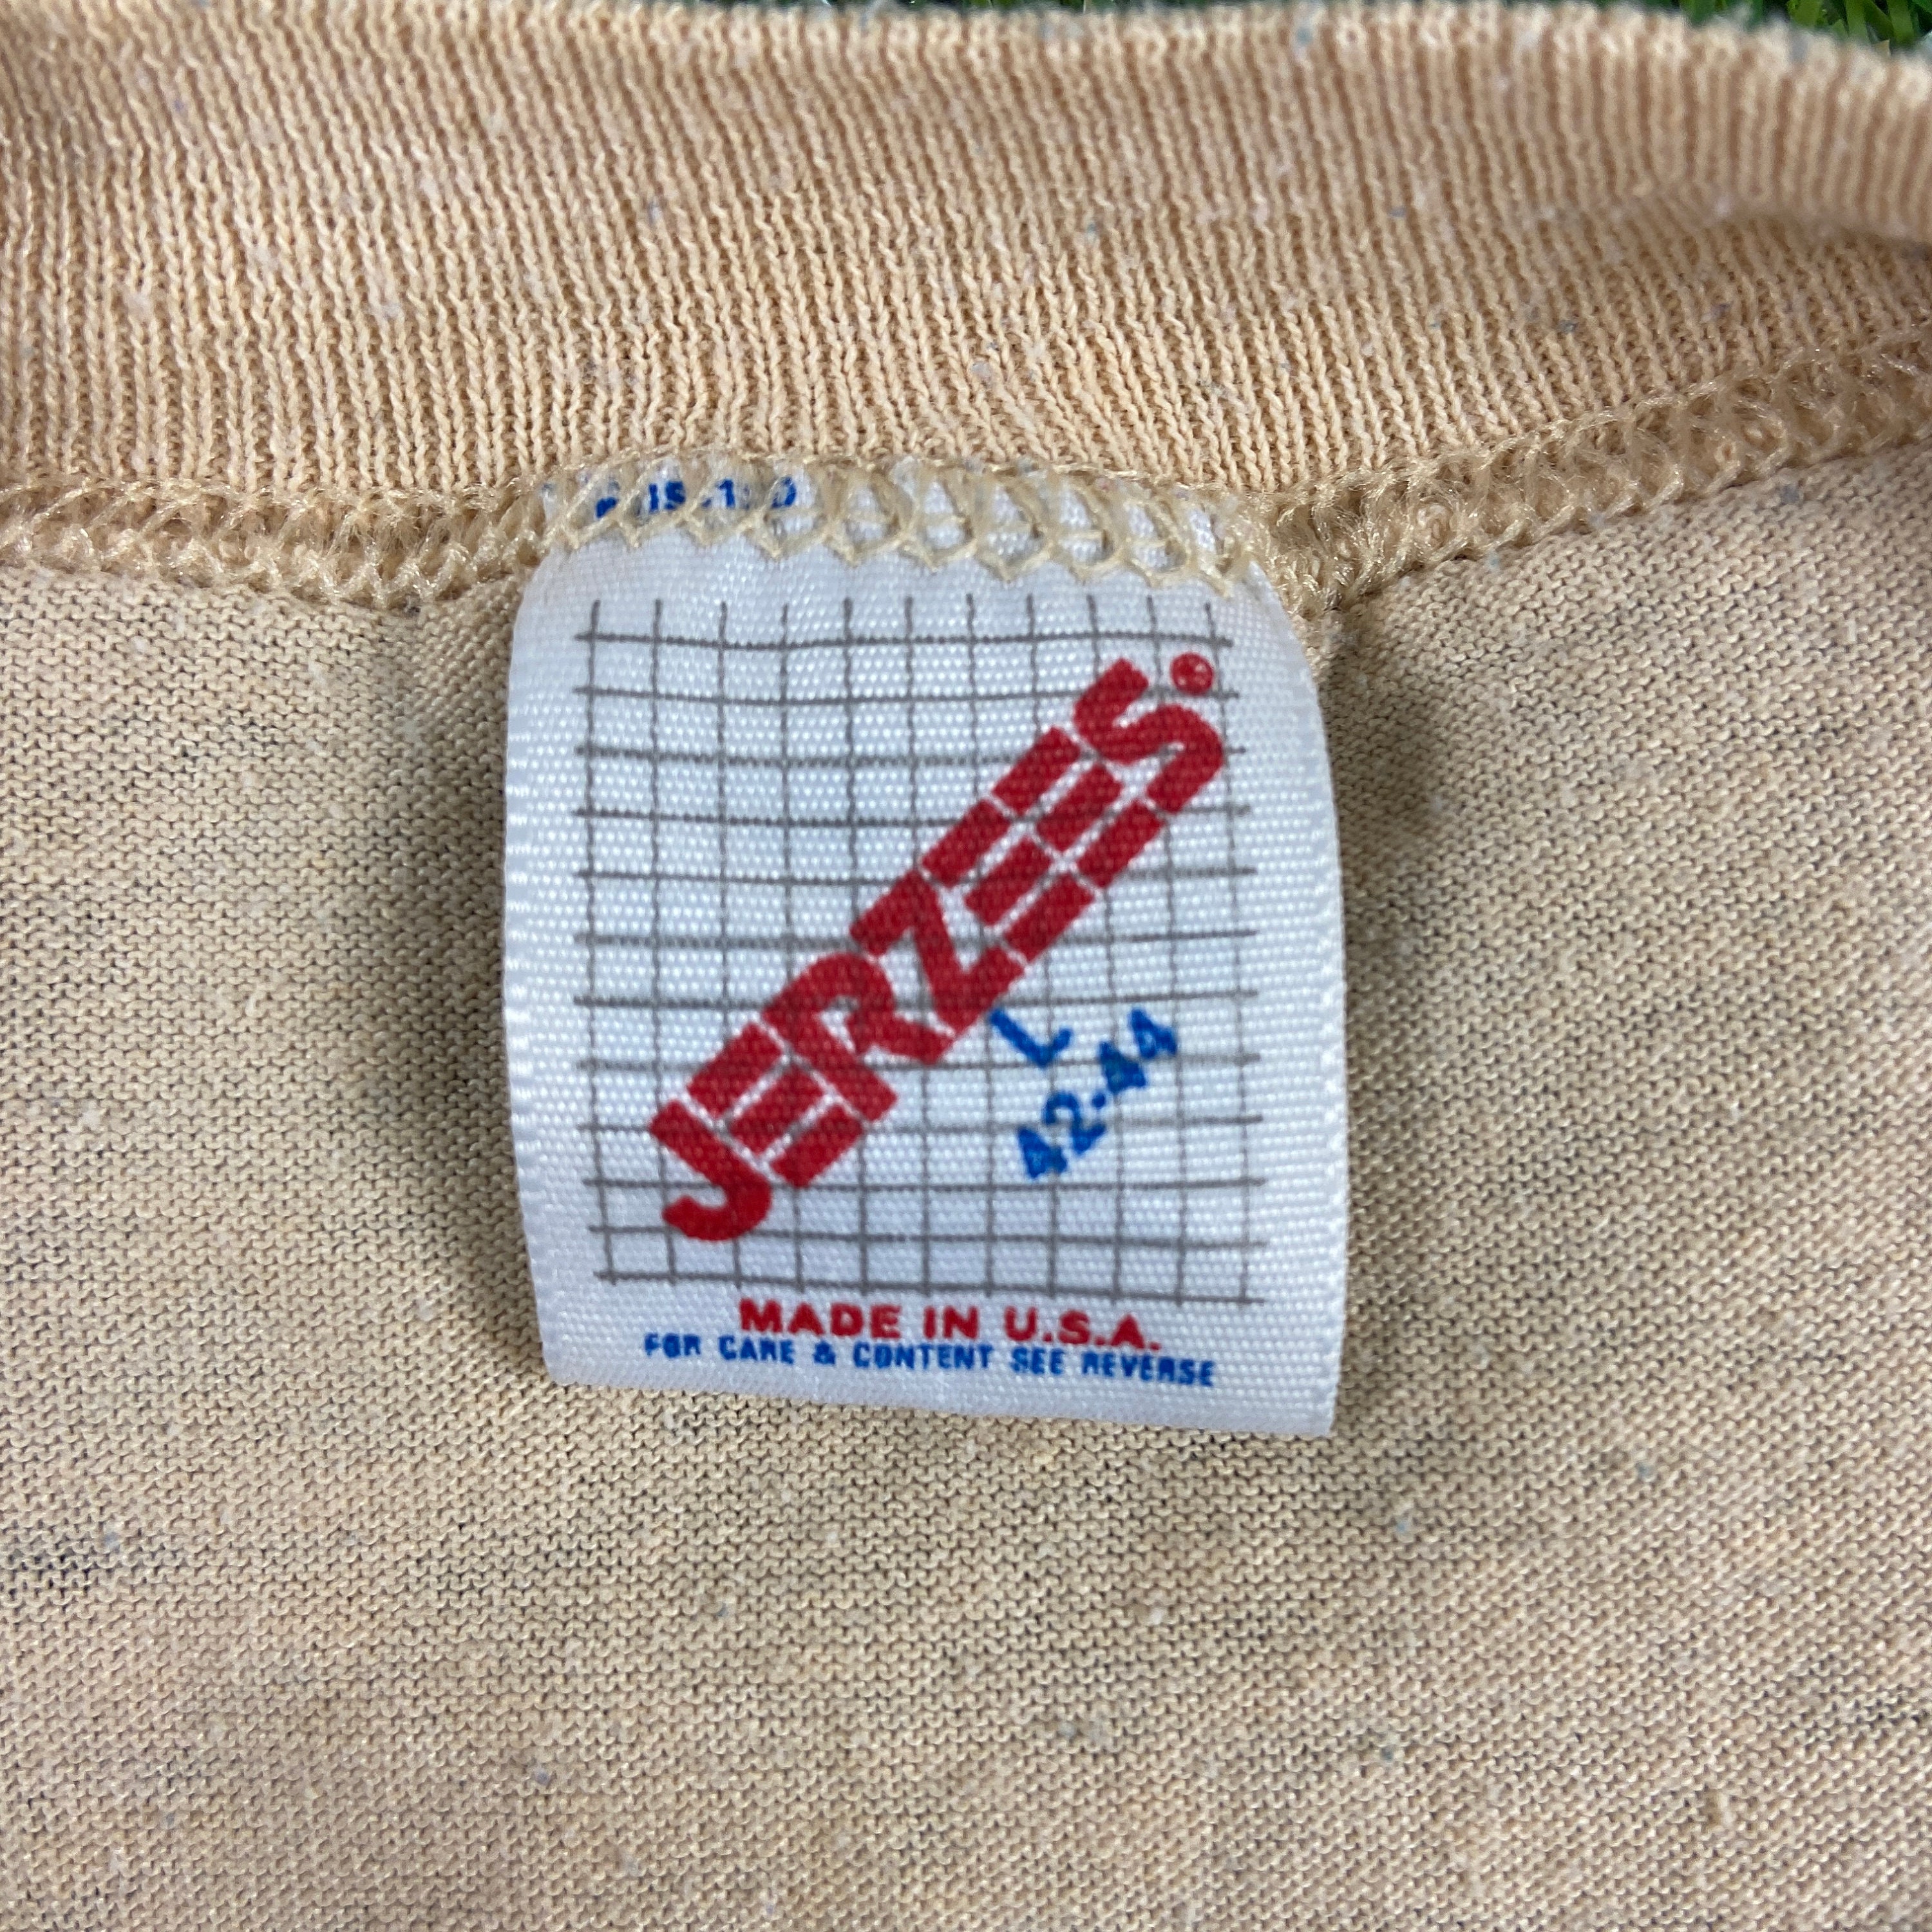 JERZEES
L
42-44
MADE IN U.S.A.
FOR CARE & CONTENT SEE REVERSE